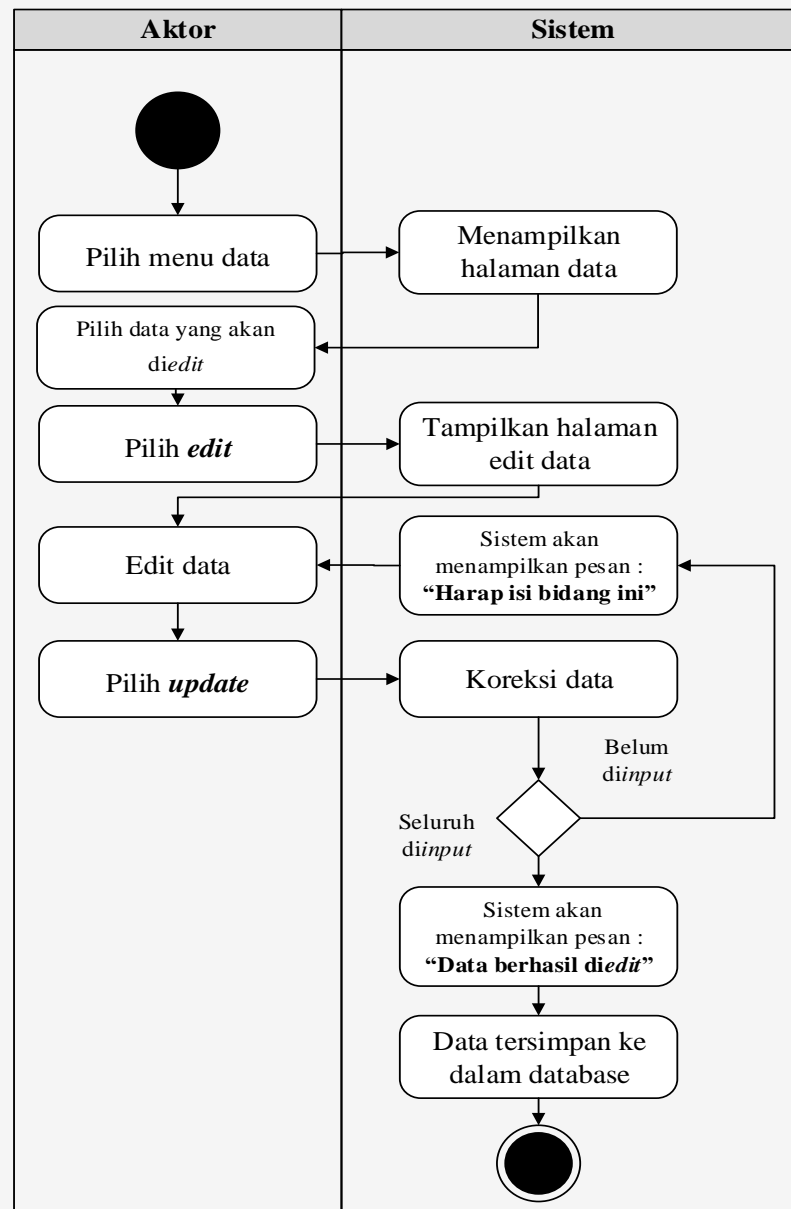 Aktor
Sistem
Pilih menu data
Menampilkan
halaman data
Pilih data yang akan
diedit
Pilih edit
Tampilkan halaman
edit data
Edit data
Sistem akan
menampilkan pesan :
“Harap isi bidang ini”
Pilih update
Koreksi data
Belum
diinput
Seluruh
diinput
Sistem akan
menampilkan pesan :
“Data berhasil diedit”
Data tersimpan ke
dalam database